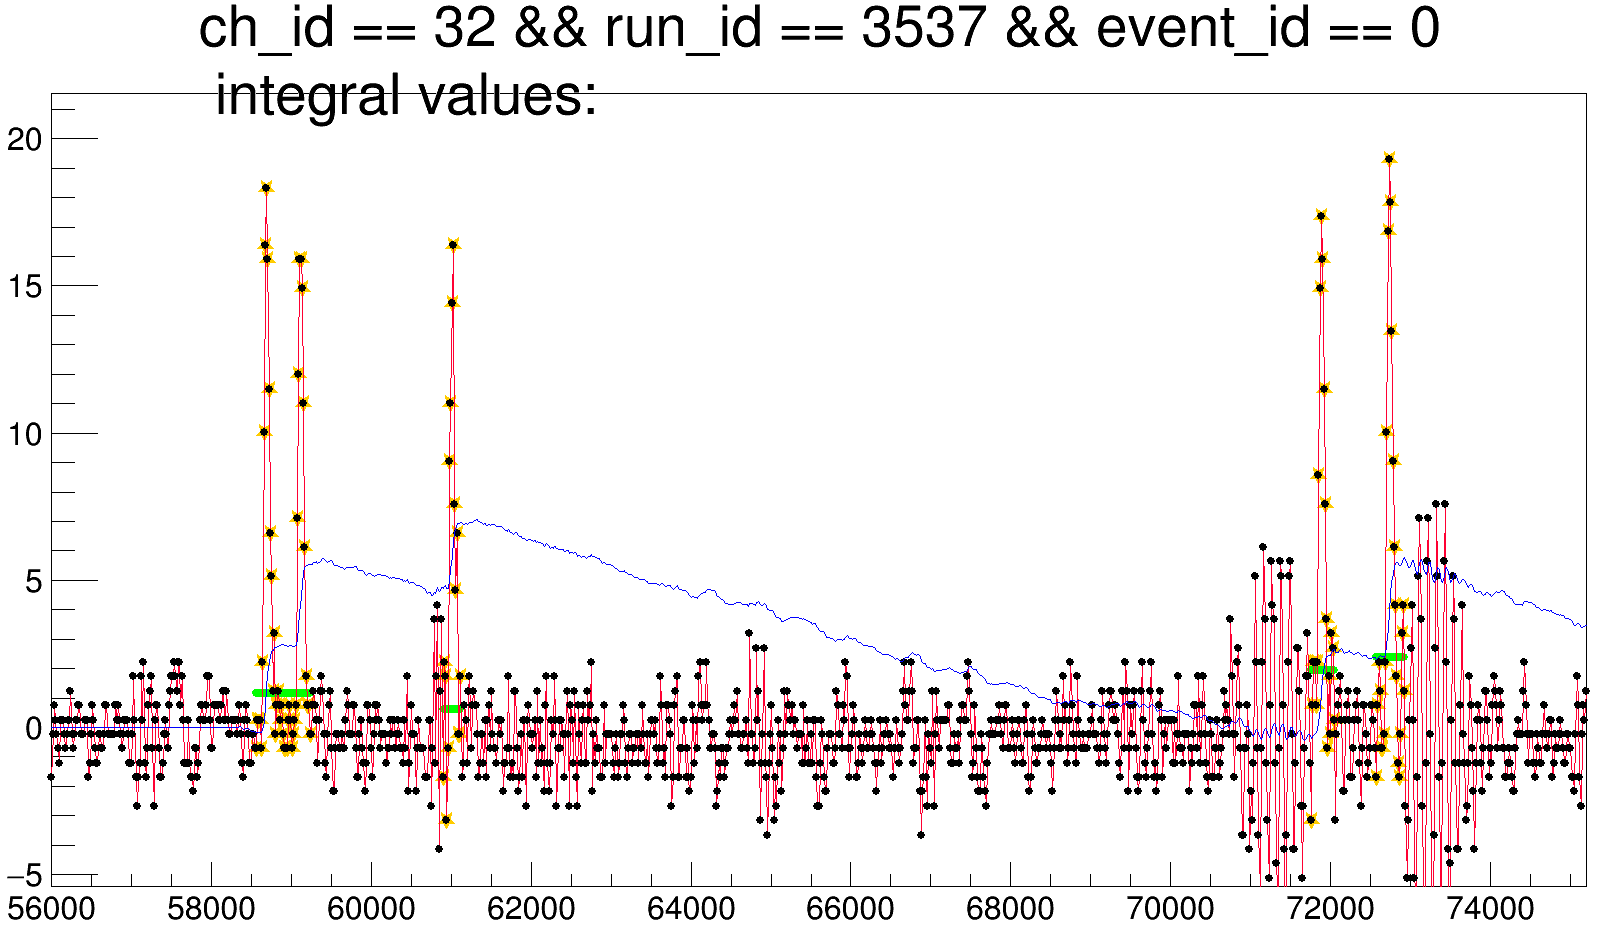 ch_id == 32 && run_id == 3537 && event_id == 0
integral values:
20
15
10
5
0
−5
56000 58000 60000 62000 64000 66000 68000 70000 72000 74000